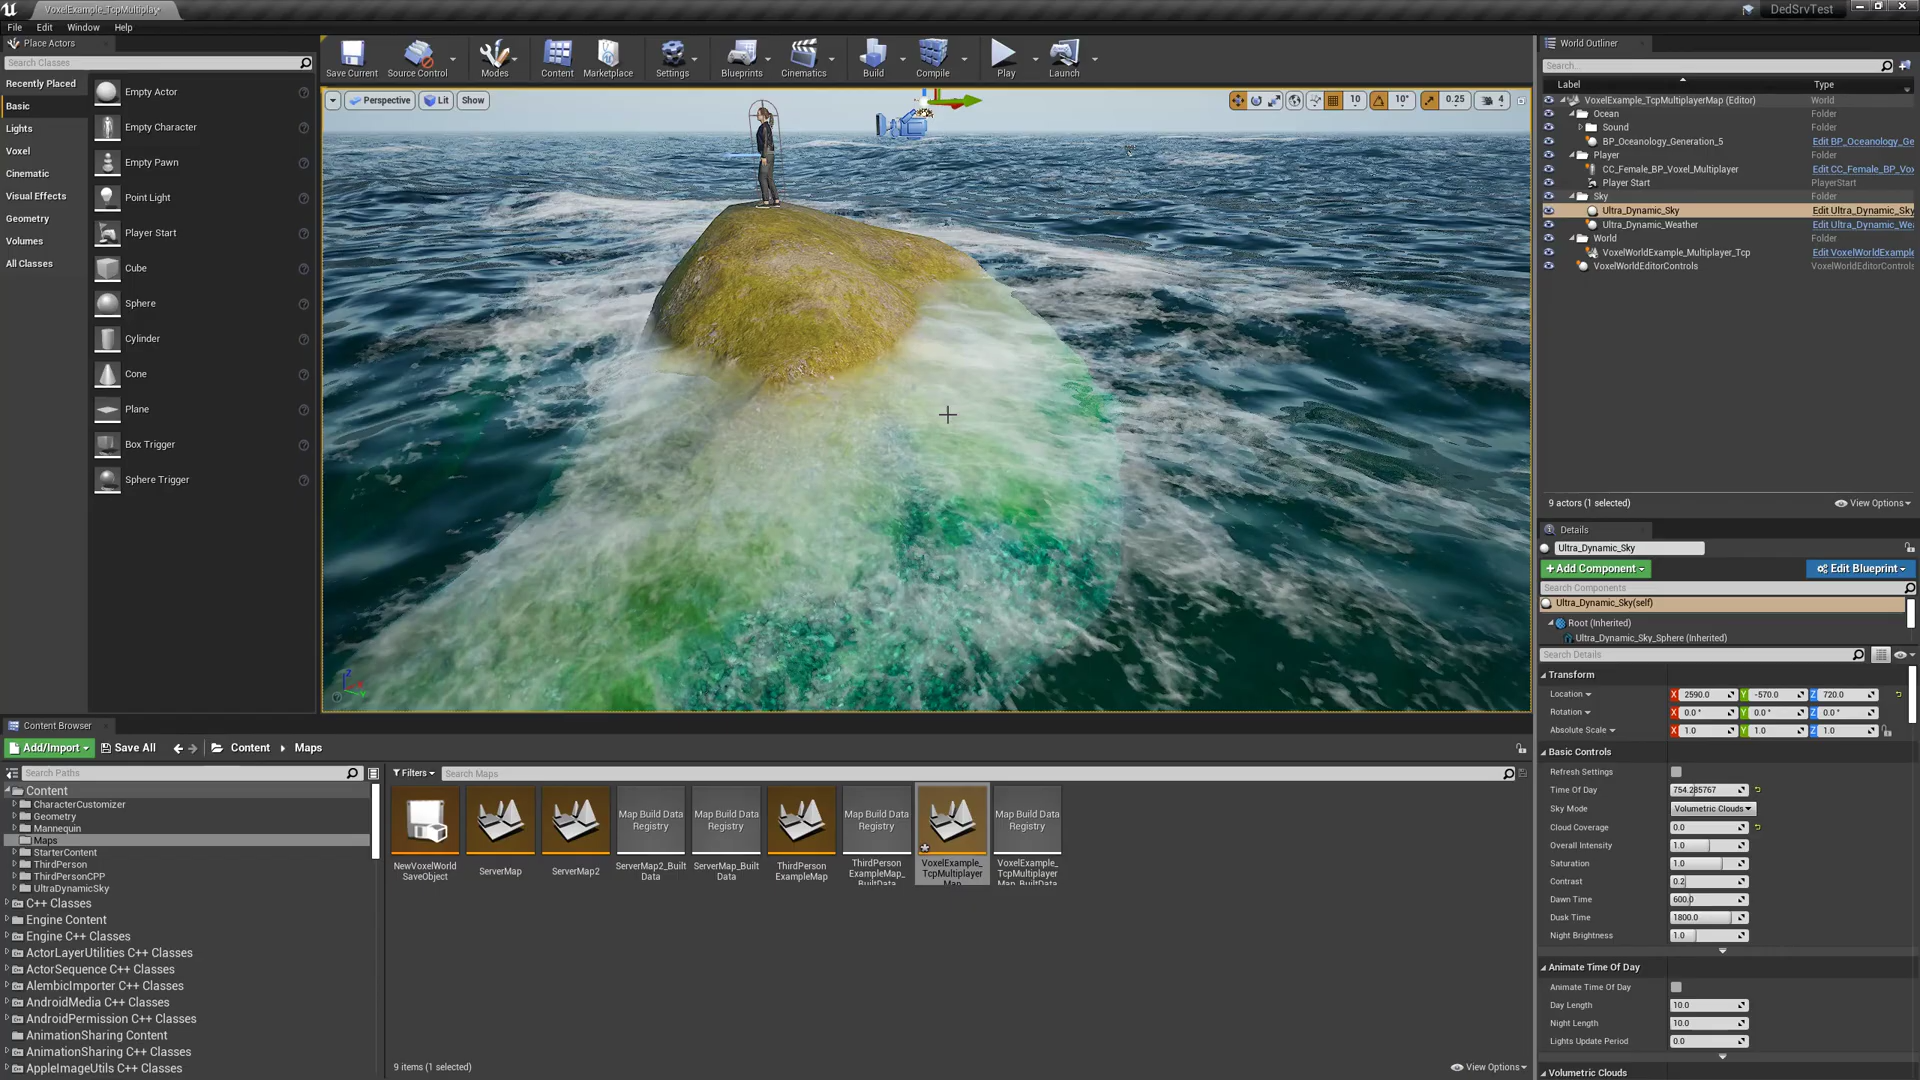 VoxelExample_TcpMultiplay
DedSrvTest
File Edit Window Help
Place Actors
Search Classes
Recently Placed
Basic
Lights
Voxel
Cinematic
Visual Effects
Geometry
Volumes
All Classes
Empty Actor
Empty Character
Empty Pawn
Point Light
Player Start
Cube
Sphere
Cylinder
Cone
Plane
Box Trigger
Sphere Trigger
Save Current Source Control Modes Content Marketplace Settings Blueprints Cinematics Build Compile Play Launch
Perspective Lit Show
10 10° 0.25 4
World Outliner
Search...
Label Type
VoxelExample_TcpMultiplayerMap (Editor) World
Ocean Folder
Sound Folder
BP_Oceanology_Generation_5 Edit BP_Oceanology_Ge
Player Folder
CC_Female_BP_Voxel_Multiplayer Edit CC_Female_BP_Vox
Player Start PlayerStart
Sky Folder
Ultra_Dynamic_Sky Edit Ultra_Dynamic_Sky
Ultra_Dynamic_Weather Edit Ultra_Dynamic_Wea
World Folder
VoxelWorldExample_Multiplayer_Tcp Edit VoxelWorldExample
VoxelWorldEditorControls VoxelWorldEditorControls
9 actors (1 selected) View Options
Details
Ultra_Dynamic_Sky
+Add Component Edit Blueprint
Search Components
Ultra_Dynamic_Sky(self)
Root (Inherited)
Ultra_Dynamic_Sky_Sphere (Inherited)
Search Details
Transform
Location X 2590.0 Y -570.0 Z 720.0
Rotation X 0.0 ° Y 0.0 ° Z 0.0 °
Absolute Scale X 1.0 Y 1.0 Z 1.0
Basic Controls
Refresh Settings
Time Of Day 754.285767
Sky Mode Volumetric Clouds
Cloud Coverage 0.0
Overall Intensity 1.0
Saturation 1.0
Contrast 0.2
Dawn Time 600.0
Dusk Time 1800.0
Night Brightness 1.0
Animate Time Of Day
Animate Time Of Day
Day Length 10.0
Night Length 10.0
Lights Update Period 0.0
Volumetric Clouds
Content Browser
Add/Import Save All Content Maps
Search Paths
Filters Search Maps
Content
CharacterCustomizer
Geometry
Mannequin
Maps
StarterContent
ThirdPerson
ThirdPersonCPP
UltraDynamicSky
C++ Classes
Engine Content
Engine C++ Classes
ActorLayerUtilities C++ Classes
ActorSequence C++ Classes
AlembicImporter C++ Classes
AndroidMedia C++ Classes
AndroidPermission C++ Classes
AnimationSharing Content
AnimationSharing C++ Classes
AppleImageUtils C++ Classes
NewVoxelWorld
SaveObject
ServerMap
ServerMap2
Map Build Data
Registry
ServerMap2_Built
Data
Map Build Data
Registry
ServerMap_Built
Data
ThirdPerson
ExampleMap
Map Build Data
Registry
ThirdPerson
ExampleMap_
BuiltData
VoxelExample_
TcpMultiplayer
Map
Map Build Data
Registry
VoxelExample_
TcpMultiplayer
Map_BuiltData
9 items (1 selected) View Options